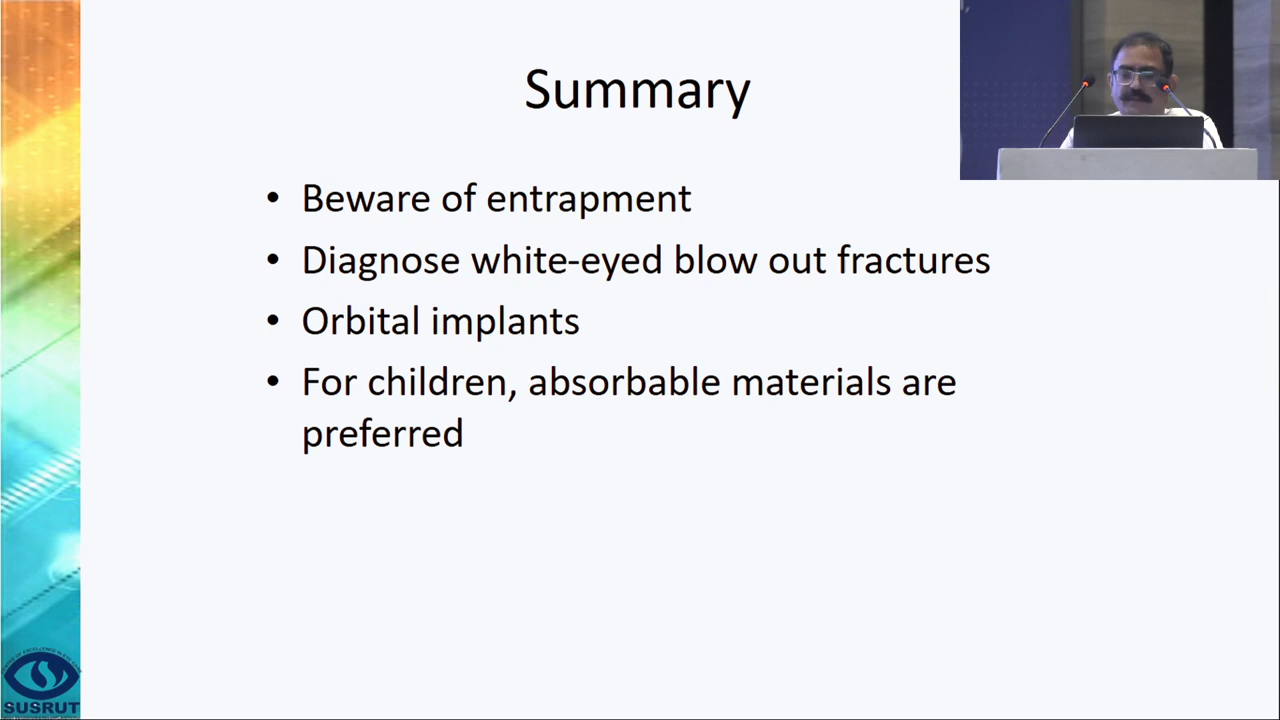 Summary
• Beware of entrapment
• Diagnose white-eyed blow out fractures
• Orbital implants
• For children, absorbable materials are
preferred
SUSRUT